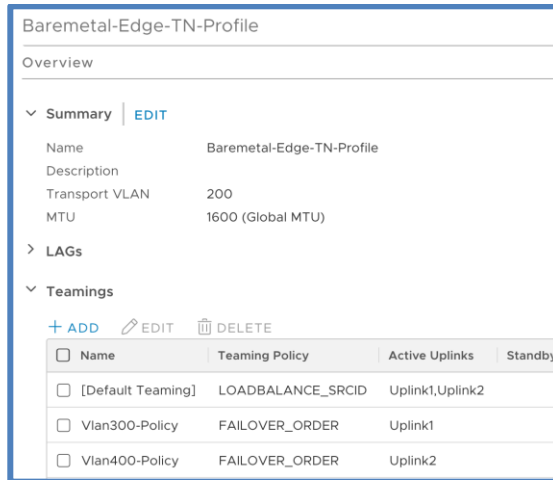 Baremetal-Edge-TN-Profile
Overview
Summary EDIT
Name Baremetal-Edge-TN-Profile
Description
Transport VLAN 200
MTU 1600 (Global MTU)
LAGs
Teamings
+ ADD EDIT DELETE
Name Teaming Policy Active Uplinks Standby
[Default Teaming] LOADBALANCE_SRCID Uplink1,Uplink2
Vlan300-Policy FAILOVER_ORDER Uplink1
Vlan400-Policy FAILOVER_ORDER Uplink2